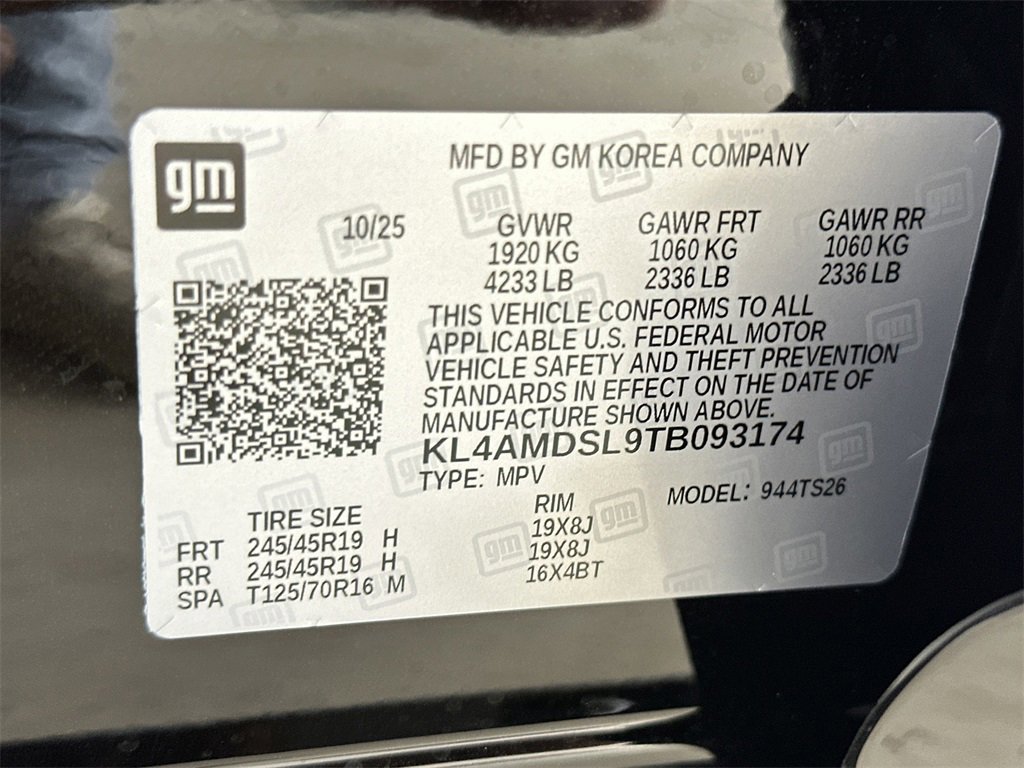 gm
MFD BY GM KOREA COMPANY
10/25 GVWR GAWR FRT GAWR RR
1920 KG 1060 KG 1060 KG
4233 LB 2336 LB 2336 LB
THIS VEHICLE CONFORMS TO ALL
APPLICABLE U.S. FEDERAL MOTOR
VEHICLE SAFETY AND THEFT PREVENTION
STANDARDS IN EFFECT ON THE DATE OF
MANUFACTURE SHOWN ABOVE.
KL4AMDSL9TB093174
TYPE: MPV MODEL: 944TS26
TIRE SIZE RIM
FRT 245/45R19 H 19X8J
RR 245/45R19 H 19X8J
SPA T125/70R16 M 16X4BT